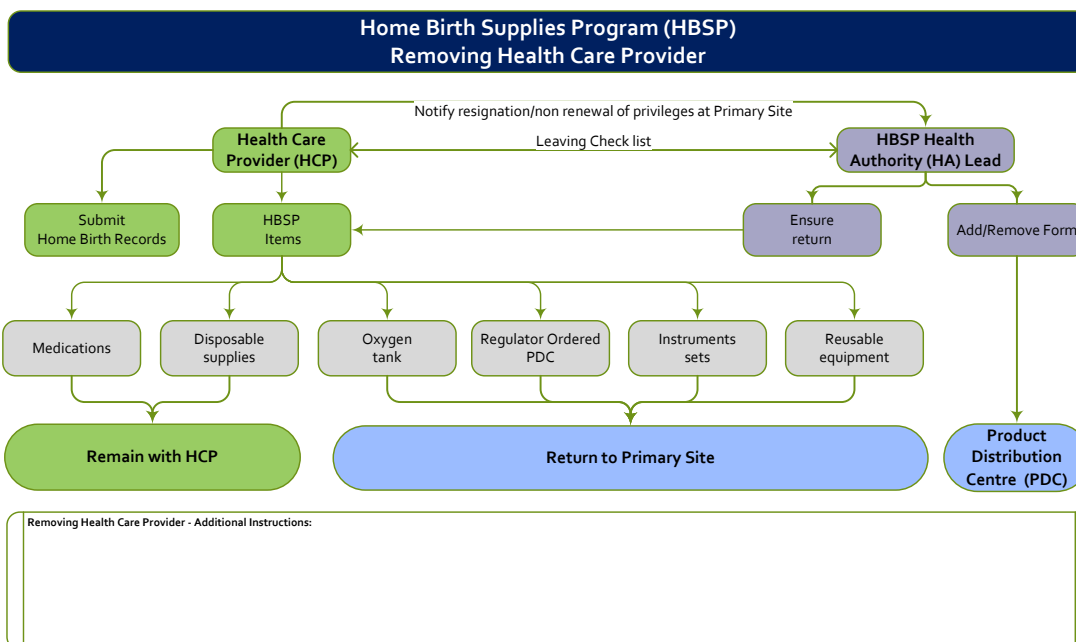 Home Birth Supplies Program (HBSP)
Removing Health Care Provider
Notify resignation/non renewal of privileges at Primary Site
Health Care
Provider (HCP)
Leaving Check list
HBSP Health
Authority (HA) Lead
Submit
Home Birth Records
HBSP
Items
Ensure
return
Add/Remove Form
Medications
Disposable
supplies
Oxygen
tank
Regulator Ordered
PDC
Instruments
sets
Reusable
equipment
Remain with HCP
Return to Primary Site
Product
Distribution
Centre (PDC)
Removing Health Care Provider - Additional Instructions: